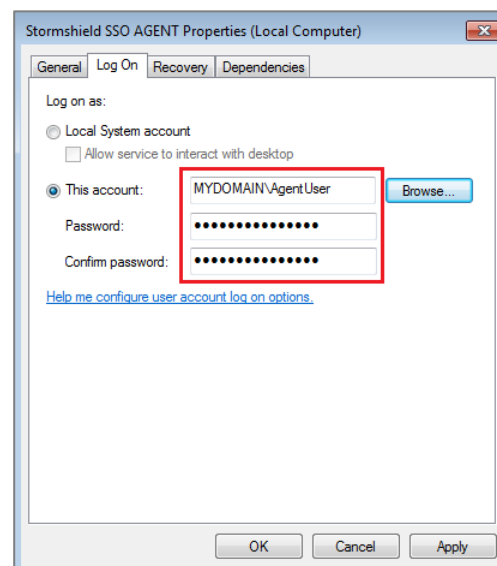 Stormshield SSO AGENT Properties (Local Computer)
General Log On Recovery Dependencies
Log on as:
Local System account
Allow service to interact with desktop
This account: MYDOMAIN\AgentUser Browse...
Password: •••••••••••••••
Confirm password: •••••••••••••••
Help me configure user account log on options.
OK Cancel Apply